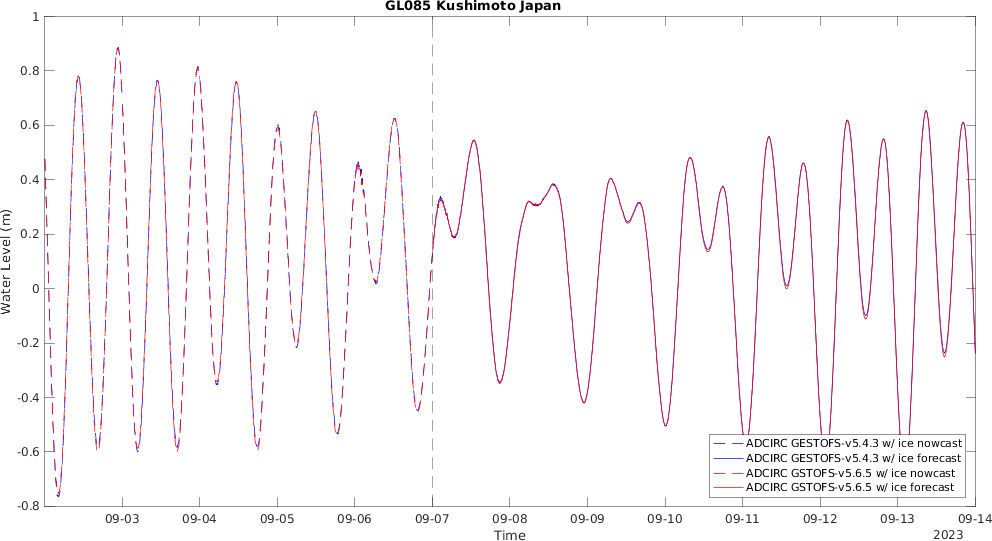 GL085 Kushimoto Japan
1
0.8
0.6
0.4
0.2
0
-0.2
-0.4
-0.6
-0.8
Water Level (m)
ADCIRC GESTOFS-v5.4.3 w/ ice nowcast
ADCIRC GESTOFS-v5.4.3 w/ ice forecast
ADCIRC GSTOFS-v5.6.5 w/ ice nowcast
ADCIRC GSTOFS-v5.6.5 w/ ice forecast
09-03 09-04 09-05 09-06 09-07 09-08 09-09 09-10 09-11 09-12 09-13 09-14
Time
2023